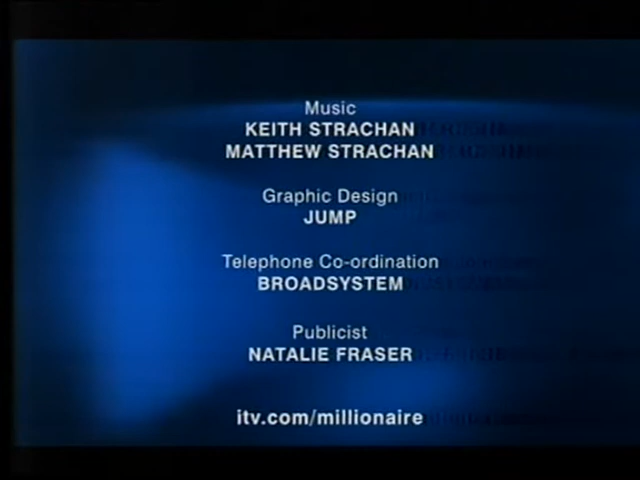 Music
KEITH STRACHAN
MATTHEW STRACHAN
Graphic Design
JUMP
Telephone Co-ordination
BROADSYSTEM
Publicist
NATALIE FRASER
itv.com/millionaire